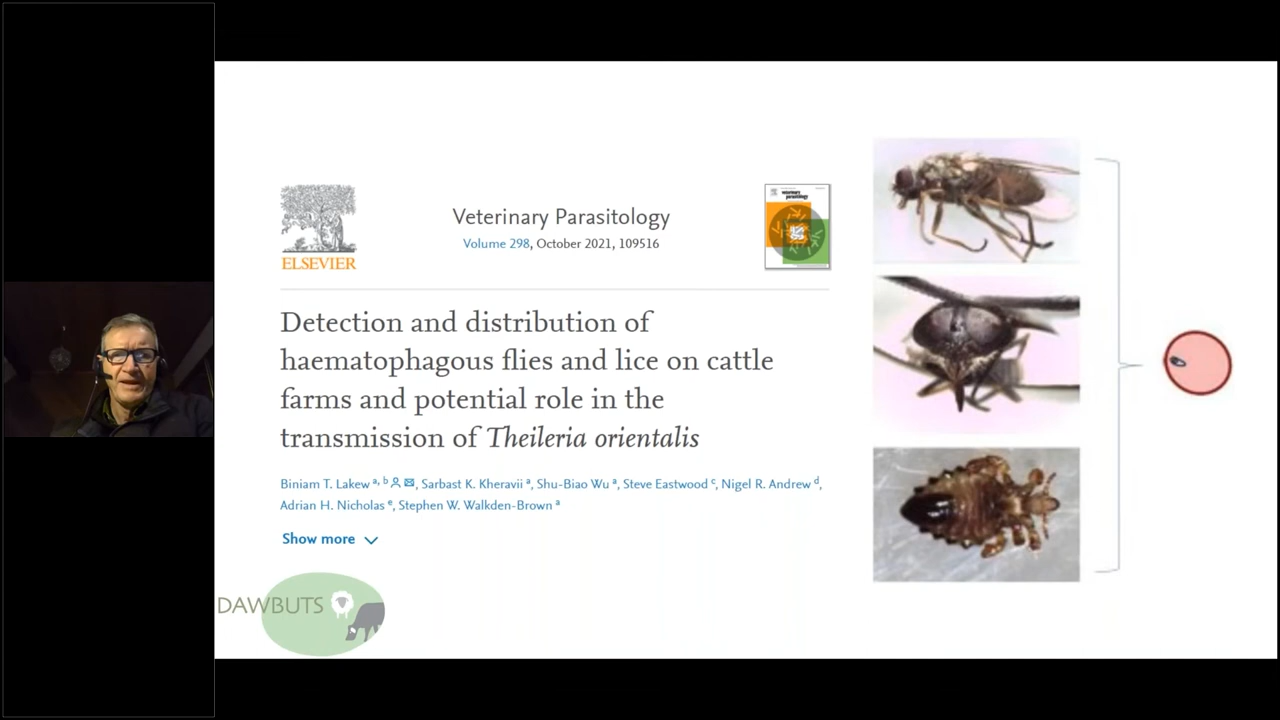 Veterinary Parasitology
Volume 298, October 2021, 109516
ELSEVIER
veterinary
parasitology
Detection and distribution of
haematophagous flies and lice on cattle
farms and potential role in the
transmission of Theileria orientalis
Biniam T. Lakew a, b, Sarbast K. Kheravii a, Shu-Biao Wu a, Steve Eastwood c, Nigel R. Andrew d,
Adrian H. Nicholas e, Stephen W. Walkden-Brown a
Show more
DAWBUTS